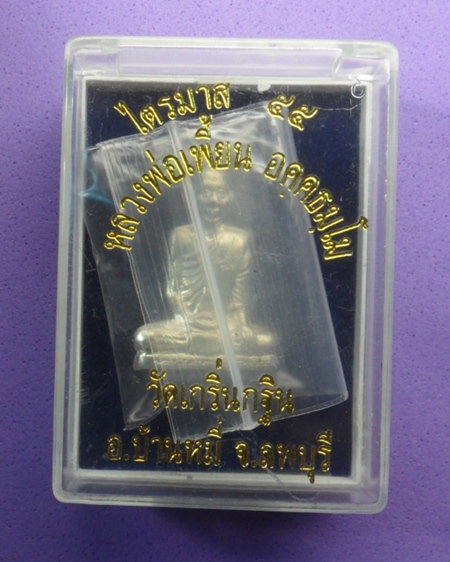 ไตรมาส ๕๕
หลวงพ่อเพี้ยน อคฺคธมฺโม
วัดเกริ่นกฐิน
อ.บ้านหมี่ จ.ลพบุรี